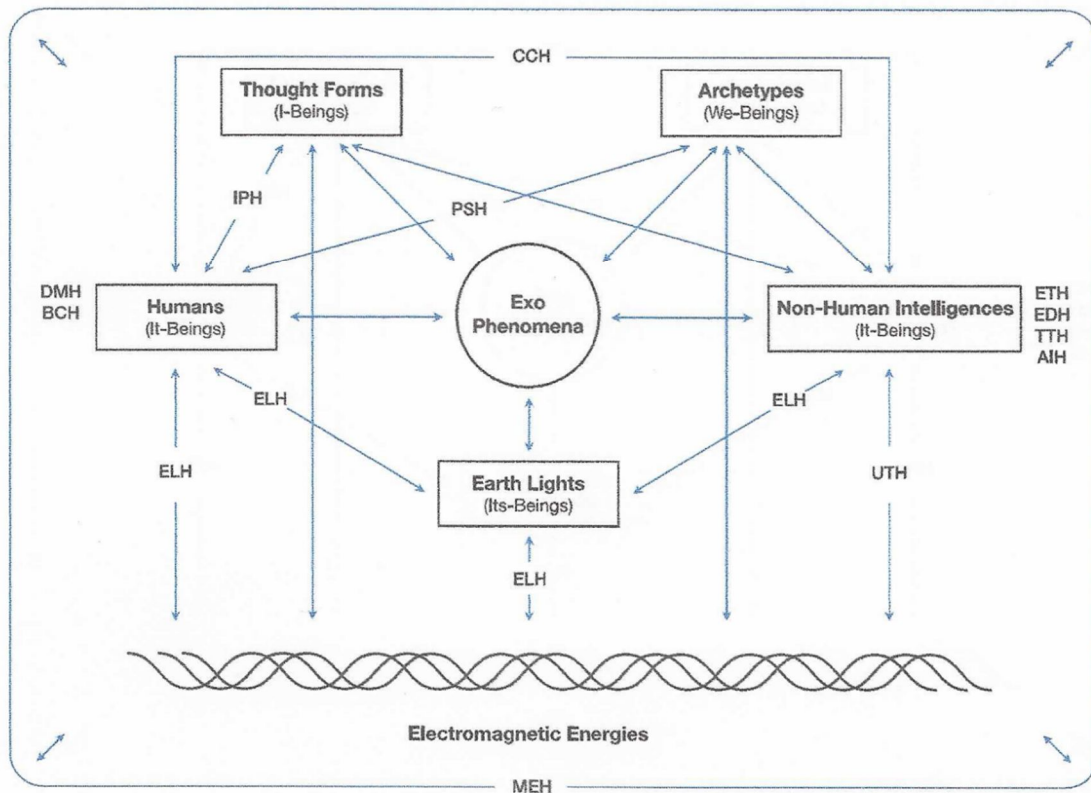 CCH
Thought Forms
(I-Beings)
Archetypes
(We-Beings)
IPH
PSH
DMH
BCH
Humans
(It-Beings)
Exo
Phenomena
Non-Human Intelligences
(It-Beings)
ETH
EDH
TTH
AIH
ELH
ELH
ELH
Earth Lights
(Its-Beings)
UTH
ELH
Electromagnetic Energies
MEH